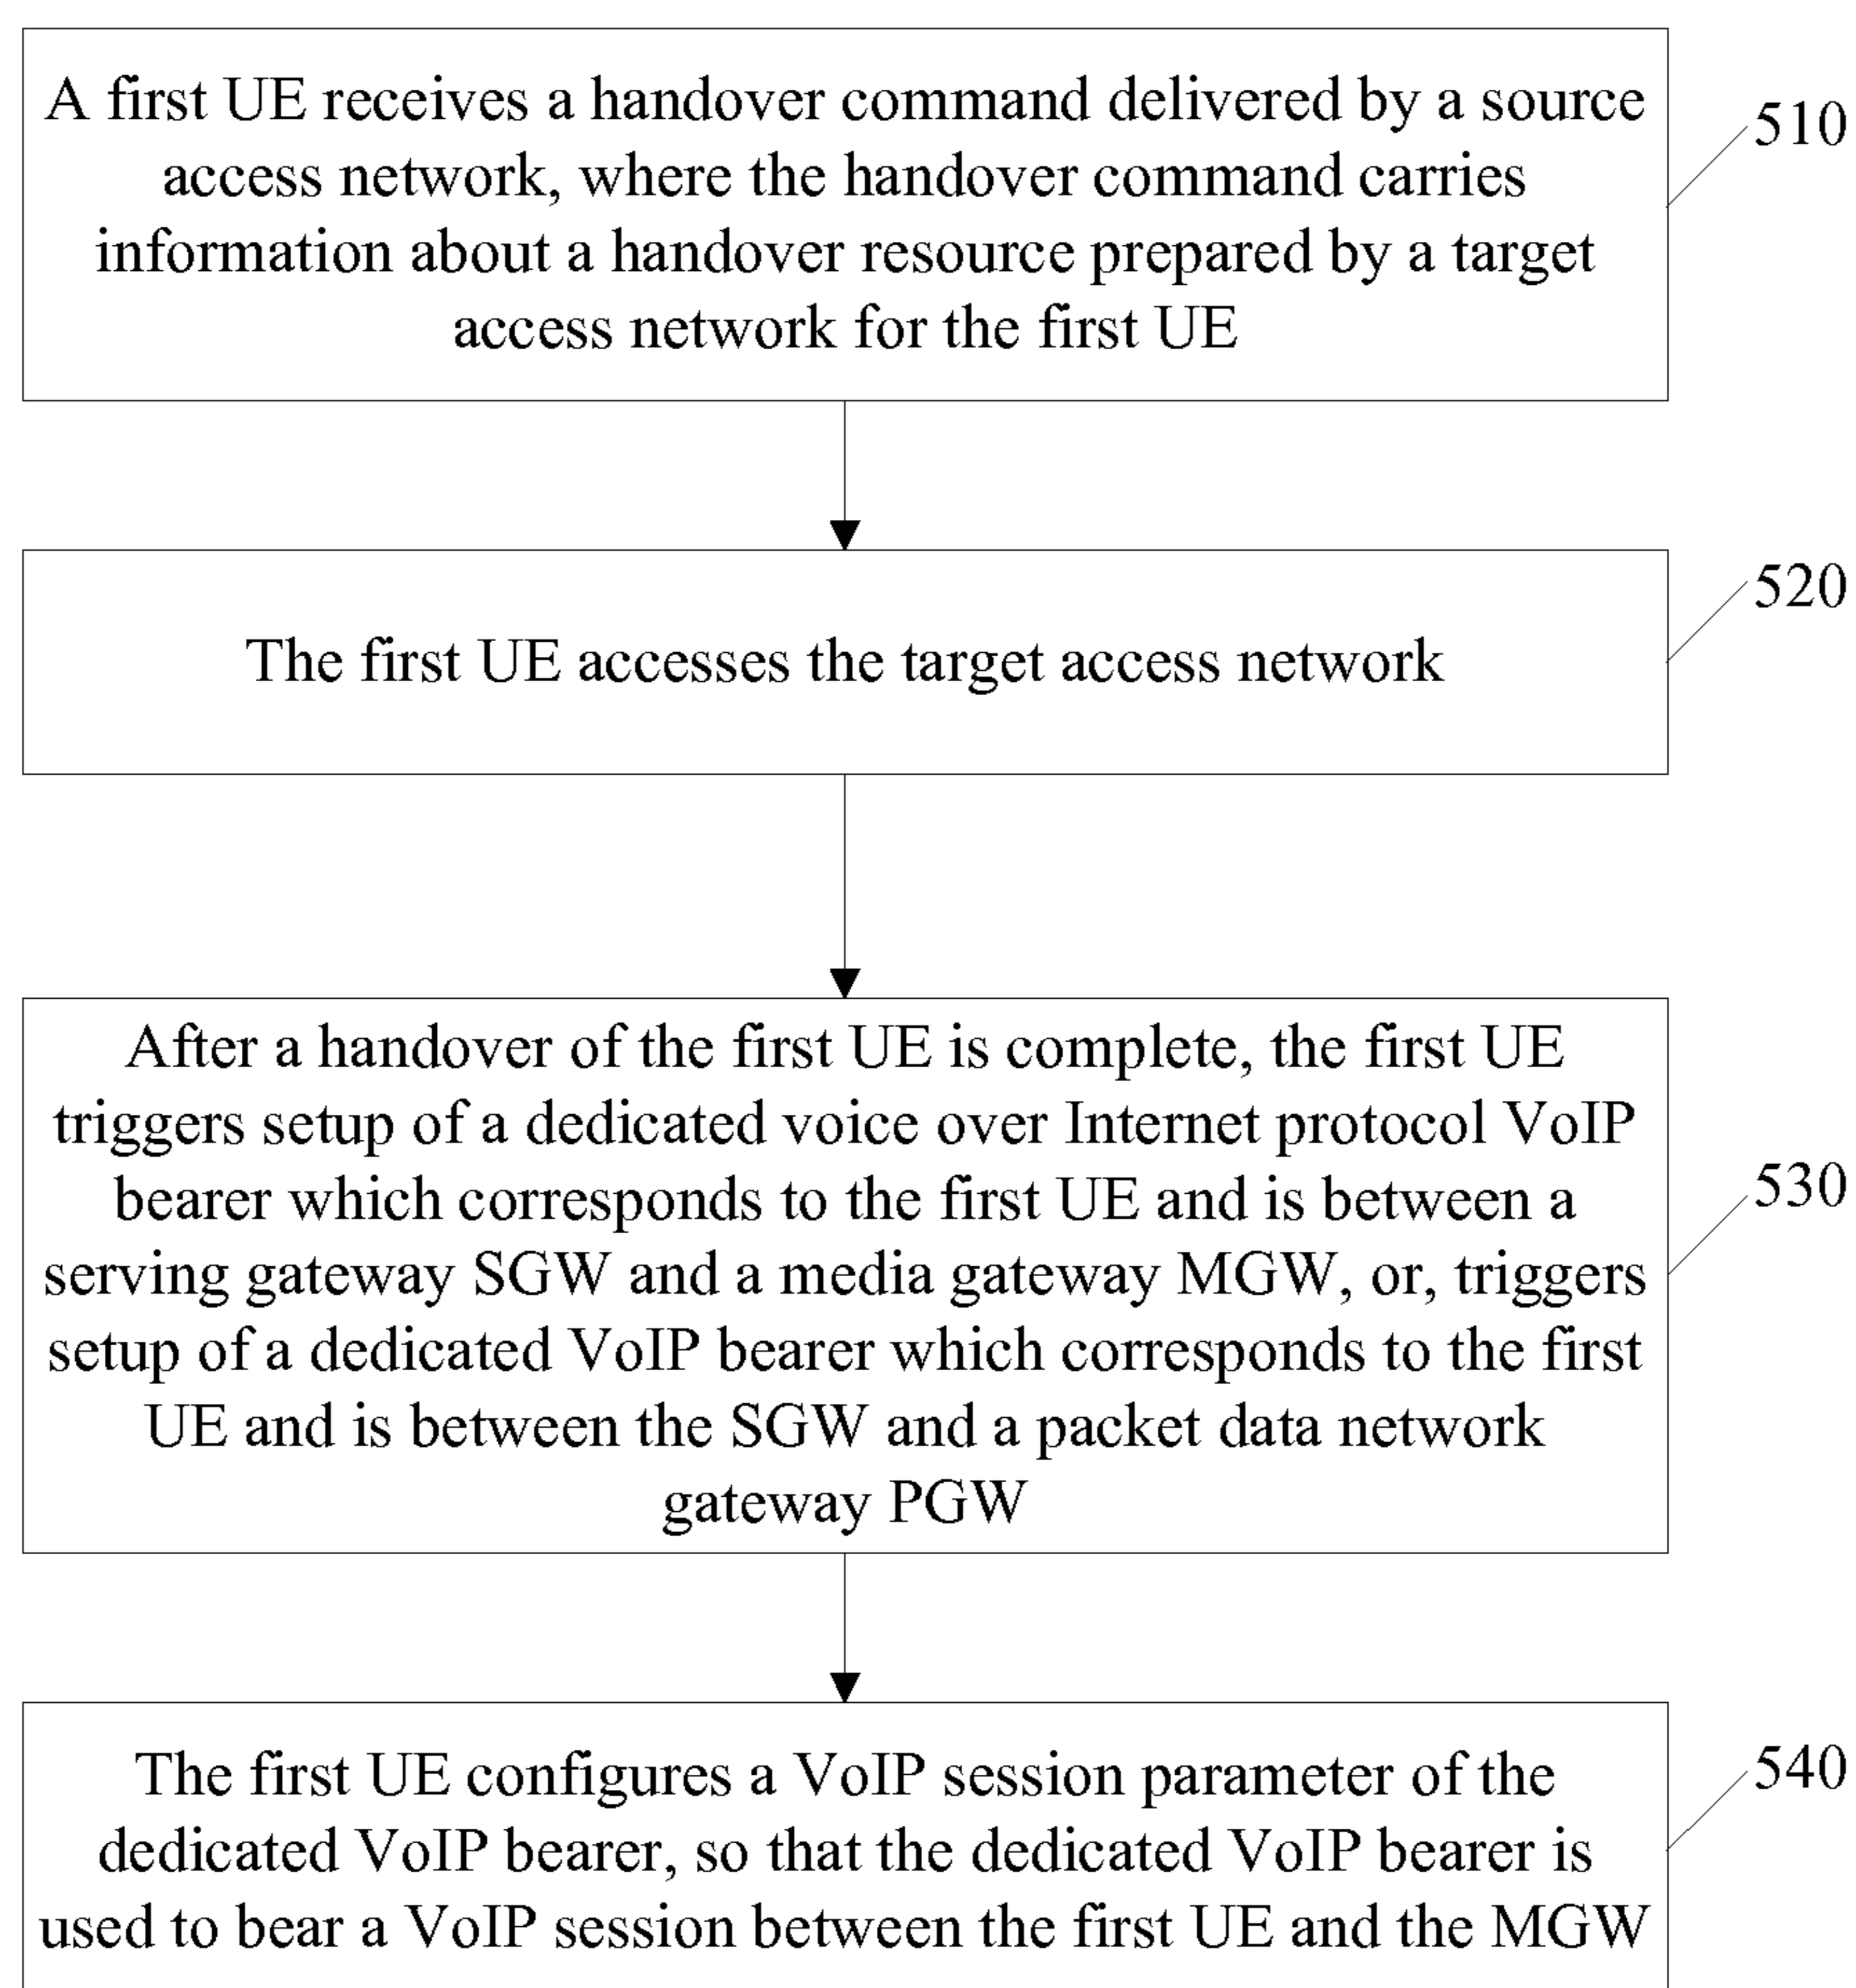 A first UE receives a handover command delivered by a source
access network, where the handover command carries
information about a handover resource prepared by a target
access network for the first UE
510
The first UE accesses the target access network
520
After a handover of the first UE is complete, the first UE
triggers setup of a dedicated voice over Internet protocol VoIP
bearer which corresponds to the first UE and is between a
serving gateway SGW and a media gateway MGW, or, triggers
setup of a dedicated VoIP bearer which corresponds to the first
UE and is between the SGW and a packet data network
gateway PGW
530
The first UE configures a VoIP session parameter of the
dedicated VoIP bearer, so that the dedicated VoIP bearer is
used to bear a VoIP session between the first UE and the MGW
540